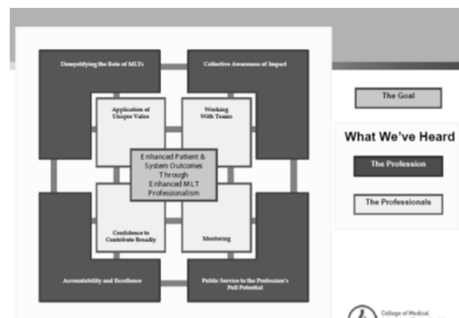 Demystifying the Role of MLTs
Collective Awareness of Impact
Application of
Unique Value
Working
With Teams
Enhanced Patient &
System Outcomes
Through
Enhanced MLT
Professionalism
Confidence to
Contribute Broadly
Mentoring
Accountability and Excellence
Public Service to the Profession's
Full Potential
The Goal
What We've Heard
The Profession
The Professionals
College of Medical